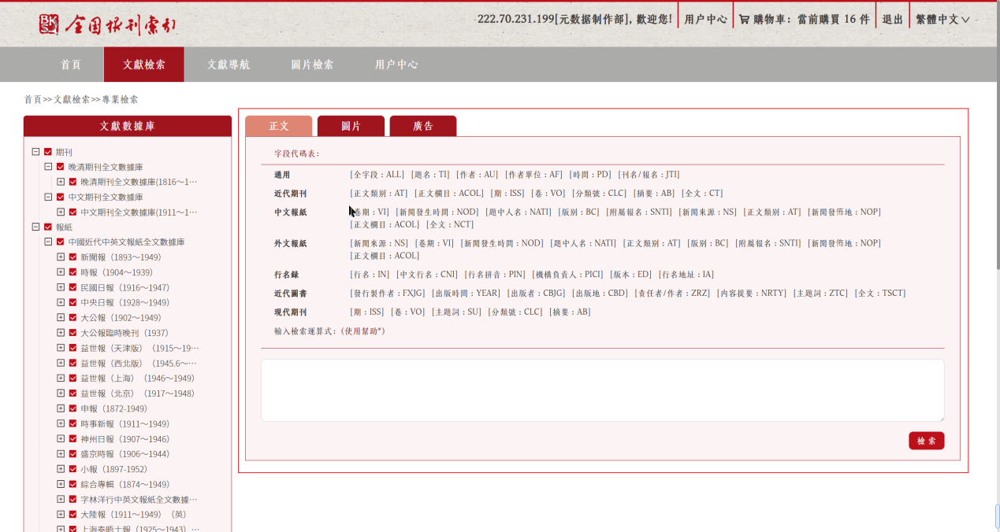 BKSY 全国报刊索引
222.70.231.199[元数据制作部], 歡迎您! 用户中心 購物車: 當前購買 16 件 退出 繁體中文
首頁 文獻檢索 文獻導航 圖片檢索 用户中心
首頁>>文獻檢索>>專業檢索
文獻數據庫
期刊
晚清期刊全文數據庫
晚清期刊全文數據庫(1816～1…
中文期刊全文數據庫
中文期刊全文數據庫(1911～1…
報紙
中國近代中英文報紙全文數據庫
新聞報（1893～1949）
時報（1904～1939）
民國日報（1916～1947）
中央日報（1928～1949）
大公報（1902～1949）
大公報臨時晚刊（1937）
益世報（天津版）（1915～19…
益世報（西北版）（1945.6～…
益世報（上海）（1946～1949）
益世報（北京）（1917～1948）
申報（1872-1949）
時事新報（1911～1949）
神州日報（1907～1946）
盛京時報（1906～1944）
小報（1897-1952）
綜合專輯（1874～1949）
字林洋行中英文報紙全文數據…
大陸報（1911～1949）（英）
上海泰晤士報（1925～1943）…
正文 圖片 廣告
字段代碼表:
通用 [全字段：ALL] [題名：TI] [作者：AU] [作者單位：AF] [時間：PD] [刊名/報名：JTI]
近代期刊 [正文類別：AT] [正文欄目：ACOL] [期：ISS] [卷：VO] [分類號：CLC] [摘要：AB] [全文：CT]
中文報紙 [卷期：VI] [新聞發生時間：NOD] [題中人名：NATI] [版別：BC] [附屬報名：SNTI] [新聞來源：NS] [正文類別：AT] [新聞發佈地：NOP]
[正文欄目：ACOL] [全文：NCT]
外文報紙 [新聞來源：NS] [卷期：VI] [新聞發生時間：NOD] [題中人名：NATI] [正文類別：AT] [版別：BC] [附屬報名：SNTI] [新聞發佈地：NOP]
[正文欄目：ACOL]
行名録 [行名：IN] [中文行名：CNI] [行名拼音：PIN] [機構負責人：PICI] [版本：ED] [行名地址：IA]
近代圖書 [發行製作者：FXJG] [出版時間：YEAR] [出版者：CBJG] [出版地：CBD] [責任者/作者：ZRZ] [内容提要：NRTY] [主題詞：ZTC] [全文：TSCT]
現代期刊 [期：ISS] [卷：VO] [主題詞：SU] [分類號：CLC] [摘要：AB]
輸入檢索運算式: (使用幫助*)
檢索